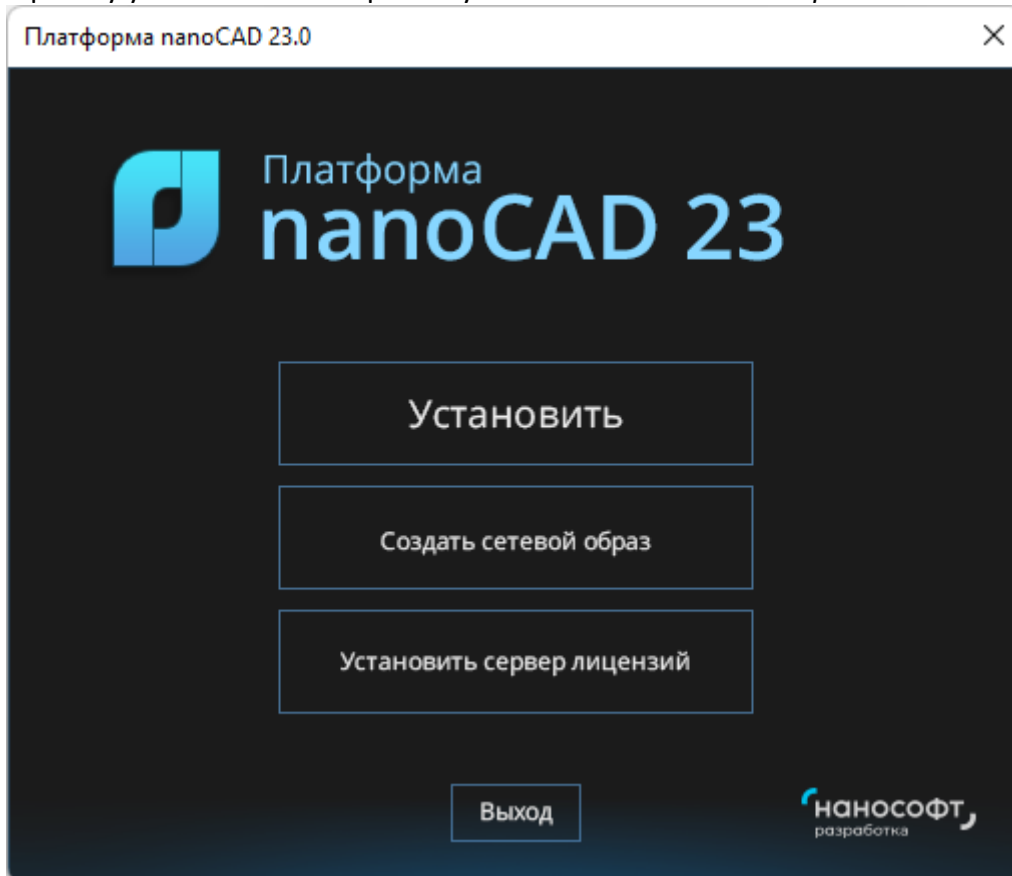 Платформа nanoCAD 23.0
Платформа
nanoCAD 23
Установить
Создать сетевой образ
Установить сервер лицензий
Выход
нанософт
разработка